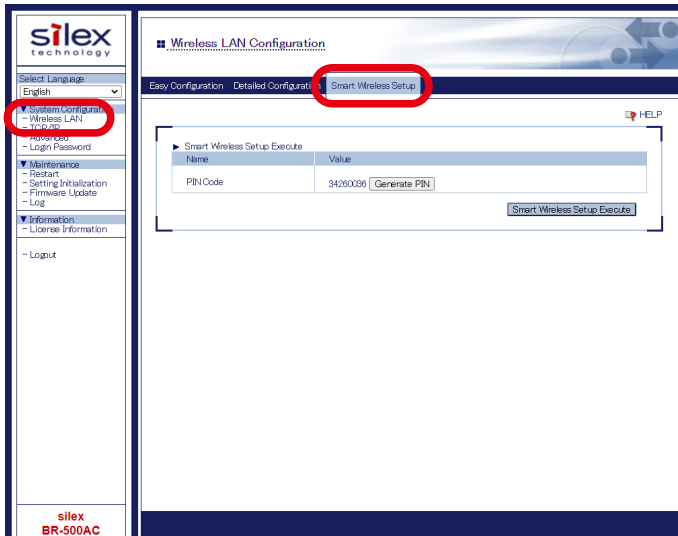 silex
technology
Select Language
English
▼ System Configuration
- Wireless LAN
- TCP/IP
- Advanced
- Login Password
▼ Maintenance
- Restart
- Setting Initialization
- Firmware Update
- Log
▼ Information
- License Information
- Logout
silex
BR-500AC
Wireless LAN Configuration
Easy Configuration Detailed Configuration Smart Wireless Setup
HELP
► Smart Wireless Setup Execute
Name Value
PIN Code 34260036 Generate PIN
Smart Wireless Setup Execute